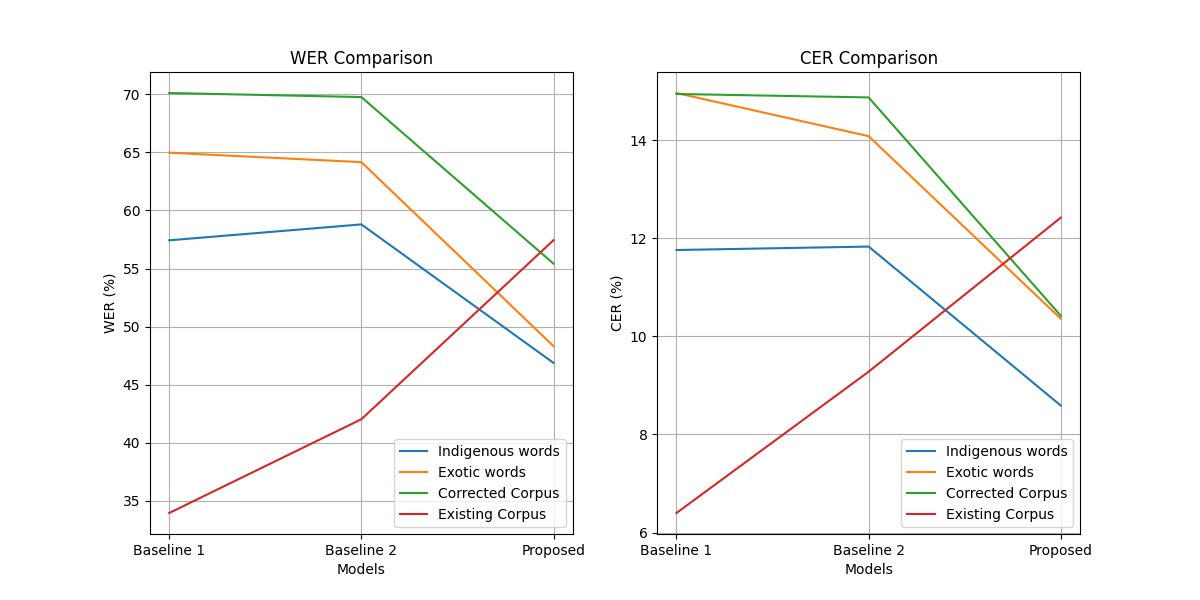 WER Comparison
70
65
60
55
50
45
40
35
WER (%)
Baseline 1
Baseline 2
Proposed
Models
Indigenous words
Exotic words
Corrected Corpus
Existing Corpus
CER Comparison
14
12
10
8
6
CER (%)
Baseline 1
Baseline 2
Proposed
Models
Indigenous words
Exotic words
Corrected Corpus
Existing Corpus